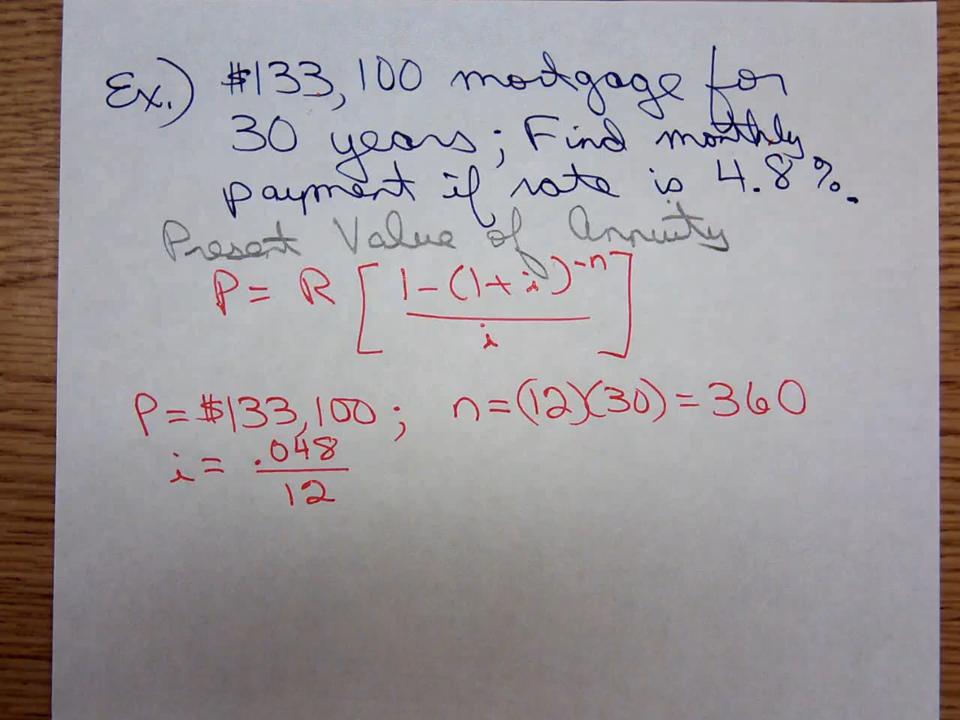 Ex.) $133,100 mortgage for
30 years; Find monthly
payment if rate is 4.8%.
Present Value of Annuity
P = R [ 1-(1+i)^-n / i ]
P = $133,100; n = (12)(30) = 360
i = .048 / 12